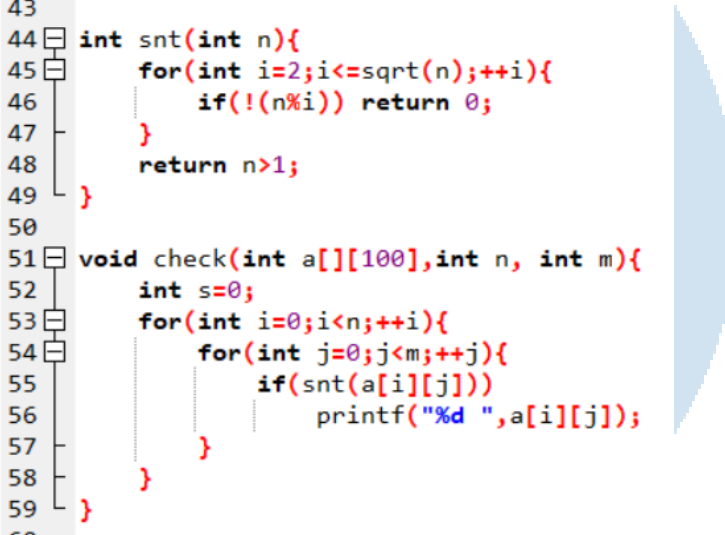 43
44 int snt(int n){
45     for(int i=2;i<=sqrt(n);++i){
46         if(!(n%i)) return 0;
47     }
48     return n>1;
49 }
50
51 void check(int a[][100],int n, int m){
52     int s=0;
53     for(int i=0;i<n;++i){
54         for(int j=0;j<m;++j){
55             if(snt(a[i][j]))
56                 printf("%d ",a[i][j]);
57         }
58     }
59 }